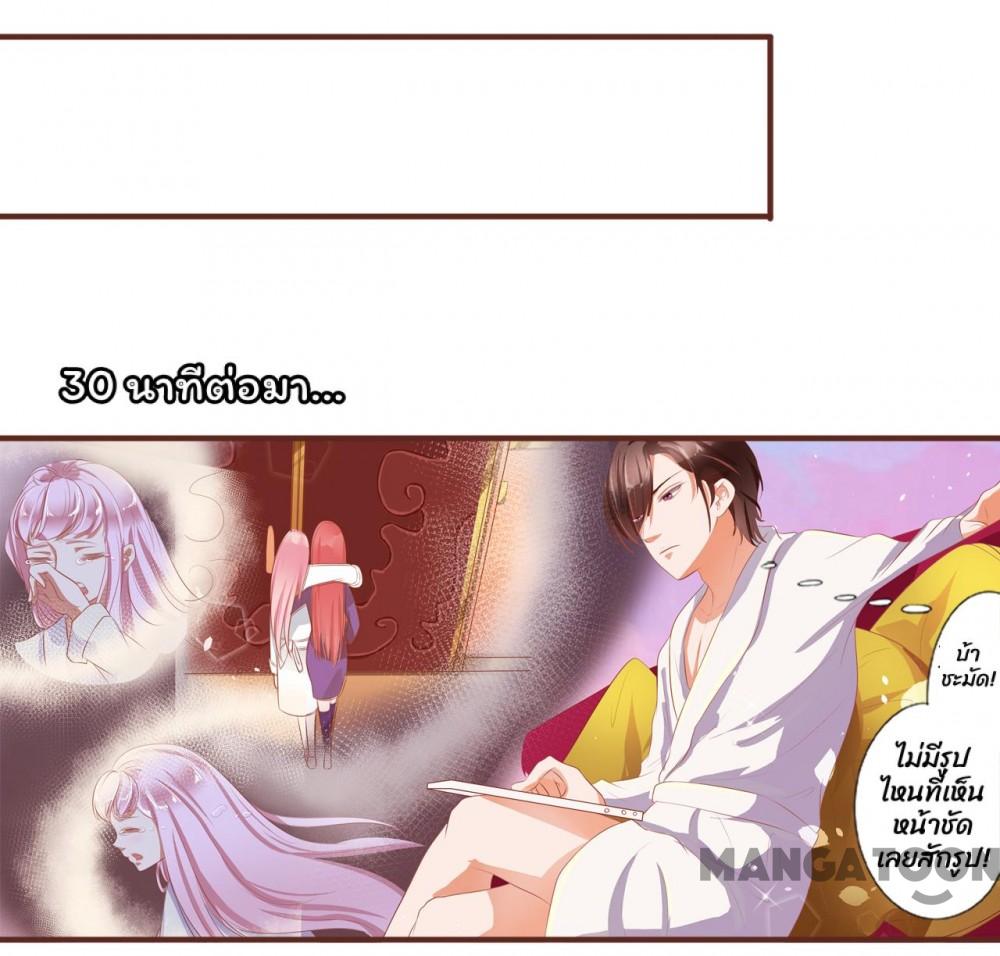 30 นาทีต่อมา...
บ้า
ชะมัด!
ไม่มีรูป
ไหนที่เห็น
หน้าชัด
เลยสักรูป!
MANGATOON